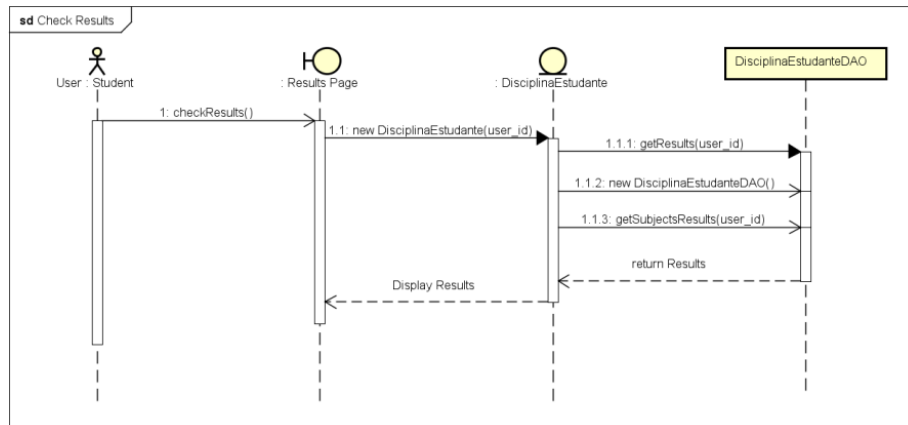 sd Check Results
User : Student
: Results Page
: DisciplinaEstudante
DisciplinaEstudanteDAO
1: checkResults()
1.1: new DisciplinaEstudante(user_id)
1.1.1: getResults(user_id)
1.1.2: new DisciplinaEstudanteDAO()
1.1.3: getSubjectsResults(user_id)
return Results
Display Results